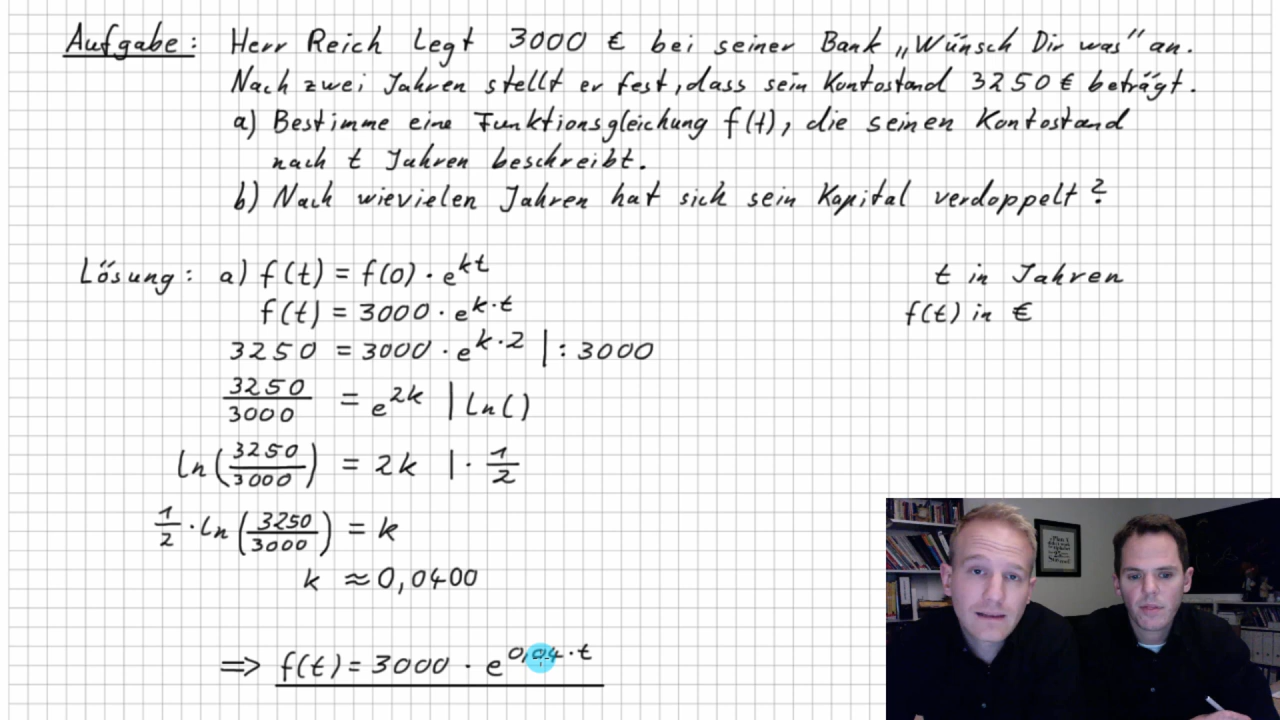 Aufgabe: Herr Reich legt 3000 € bei seiner Bank „Wünsch Dir was" an.
Nach zwei Jahren stellt er fest, dass sein Kontostand 3250 € beträgt.
a) Bestimme eine Funktionsgleichung f(t), die seinen Kontostand
nach t Jahren beschreibt.
b) Nach wievielen Jahren hat sich sein Kapital verdoppelt?
Lösung: a) f(t) = f(0) · e^{kt}
t in Jahren
f(t) = 3000 · e^{k·t}
f(t) in €
3250 = 3000 · e^{k·2} | : 3000
3250/3000 = e^{2k} | ln()
ln(3250/3000) = 2k | · 1/2
1/2 · ln(3250/3000) = k
k ≈ 0,0400
⇒ f(t) = 3000 · e^{0,04·t}